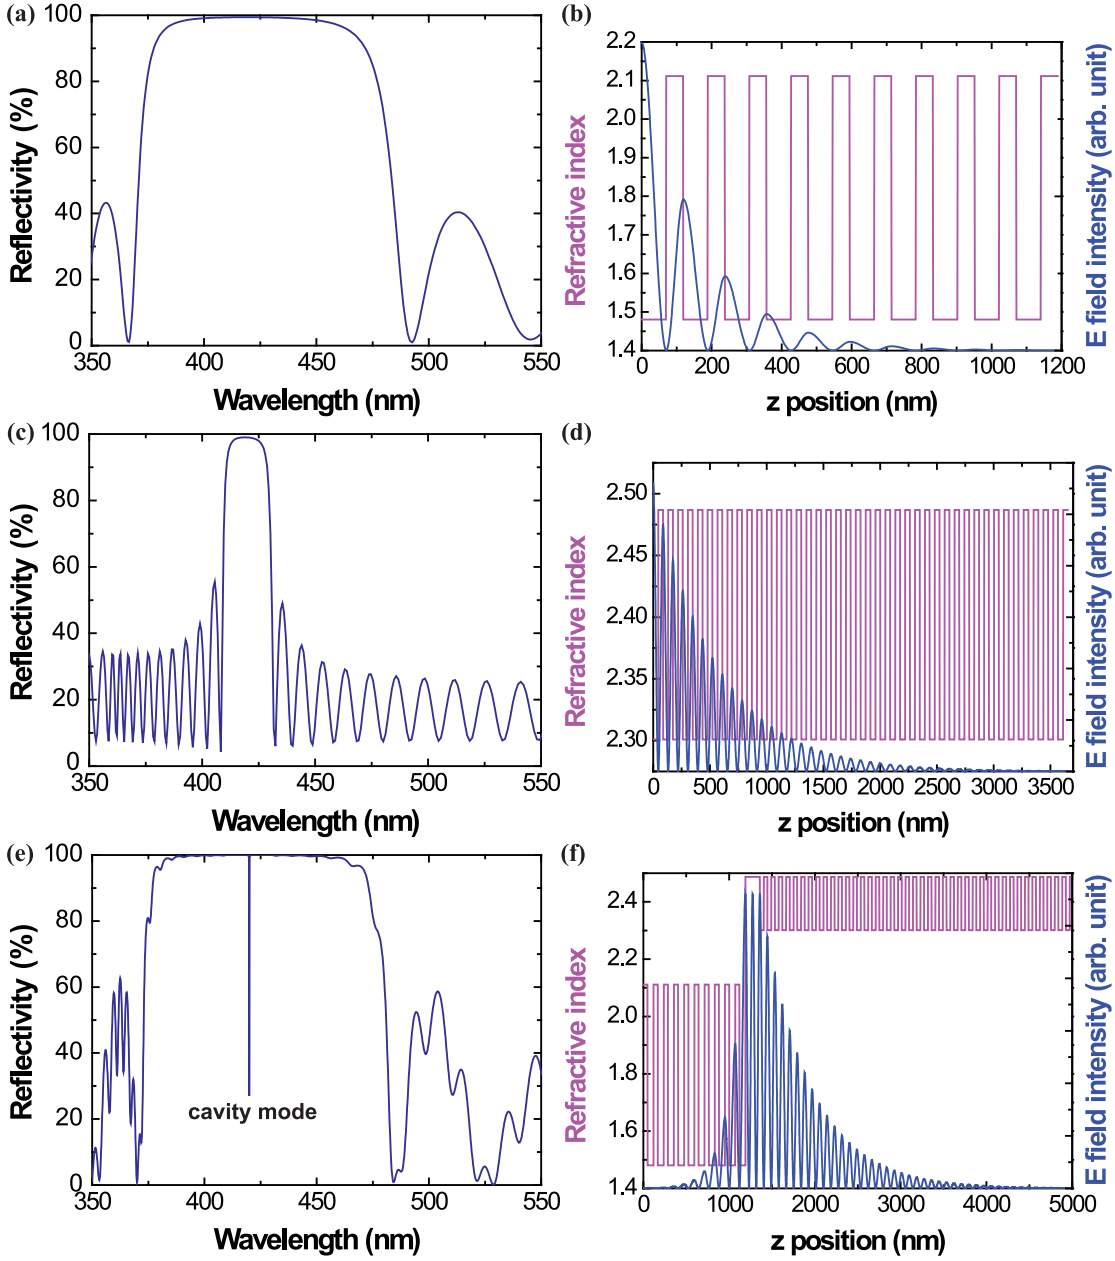 (a)
100
80
60
40
20
0
350 400 450 500 550
Reflectivity (%)
Wavelength (nm)
(b)
2.2
2.1
2.0
1.9
1.8
1.7
1.6
1.5
1.4
0 200 400 600 800 1000 1200
Refractive index
E field intensity (arb. unit)
z position (nm)
(c)
100
80
60
40
20
0
350 400 450 500 550
Reflectivity (%)
Wavelength (nm)
(d)
2.50
2.45
2.40
2.35
2.30
0 500 1000 1500 2000 2500 3000 3500
Refractive index
E field intensity (arb. unit)
z position (nm)
(e)
100
80
60
40
20
0
350 400 450 500 550
Reflectivity (%)
cavity mode
Wavelength (nm)
(f)
2.4
2.2
2.0
1.8
1.6
1.4
0 1000 2000 3000 4000 5000
Refractive index
E field intensity (arb. unit)
z position (nm)